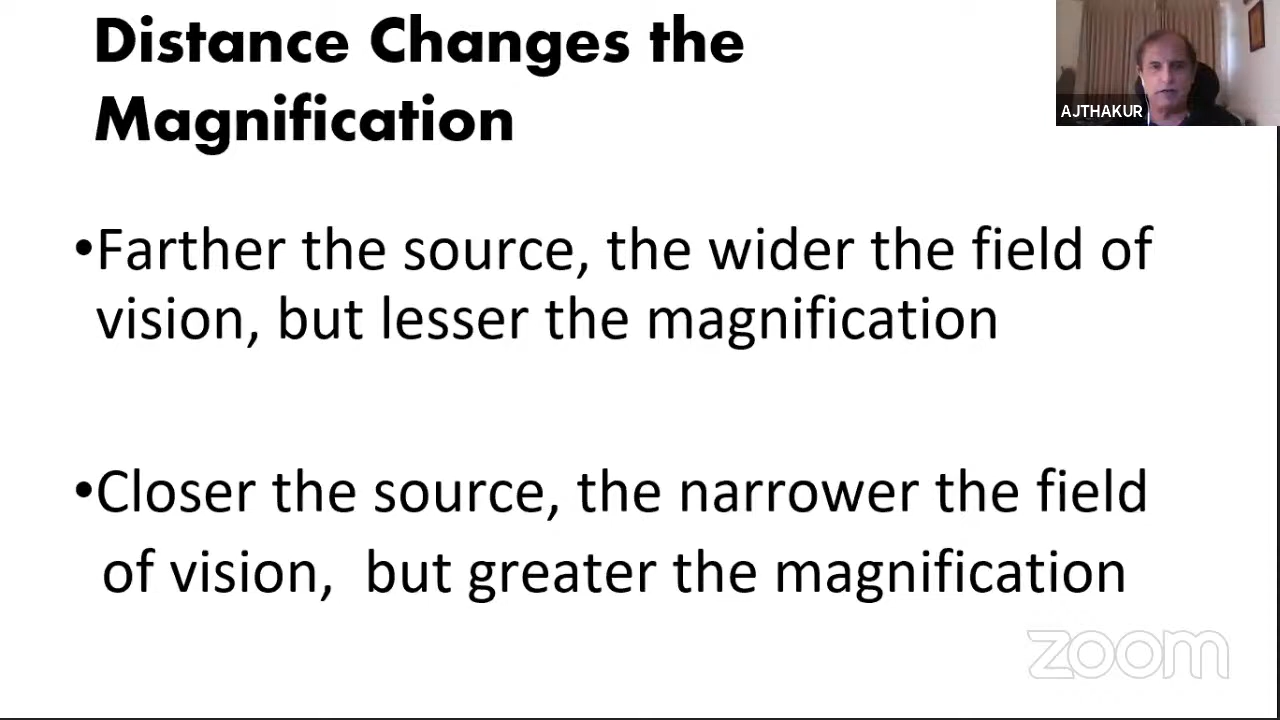 Distance Changes the
Magnification
AJTHAKUR
•Farther the source, the wider the field of
vision, but lesser the magnification
•Closer the source, the narrower the field
of vision, but greater the magnification
zoom